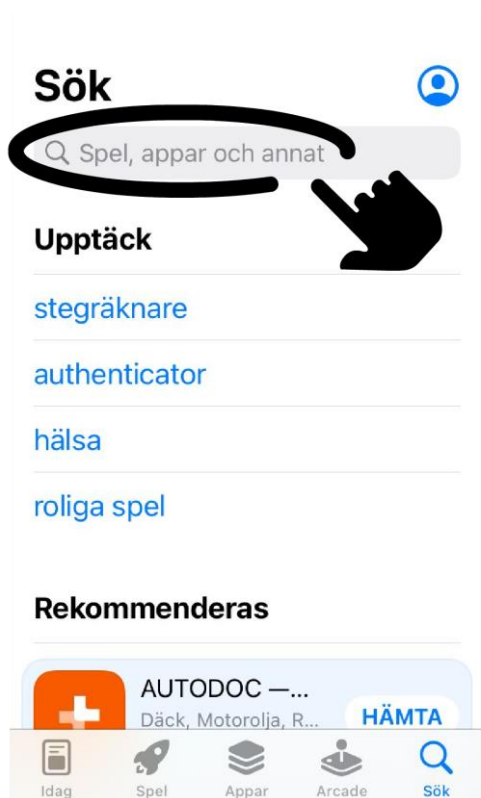 Sök
Spel, appar och annat
Upptäck
stegräknare
authenticator
hälsa
roliga spel
Rekommenderas
AUTODOC —...
Däck, Motorolja, R...
HÄMTA
Idag
Spel
Appar
Arcade
Sök